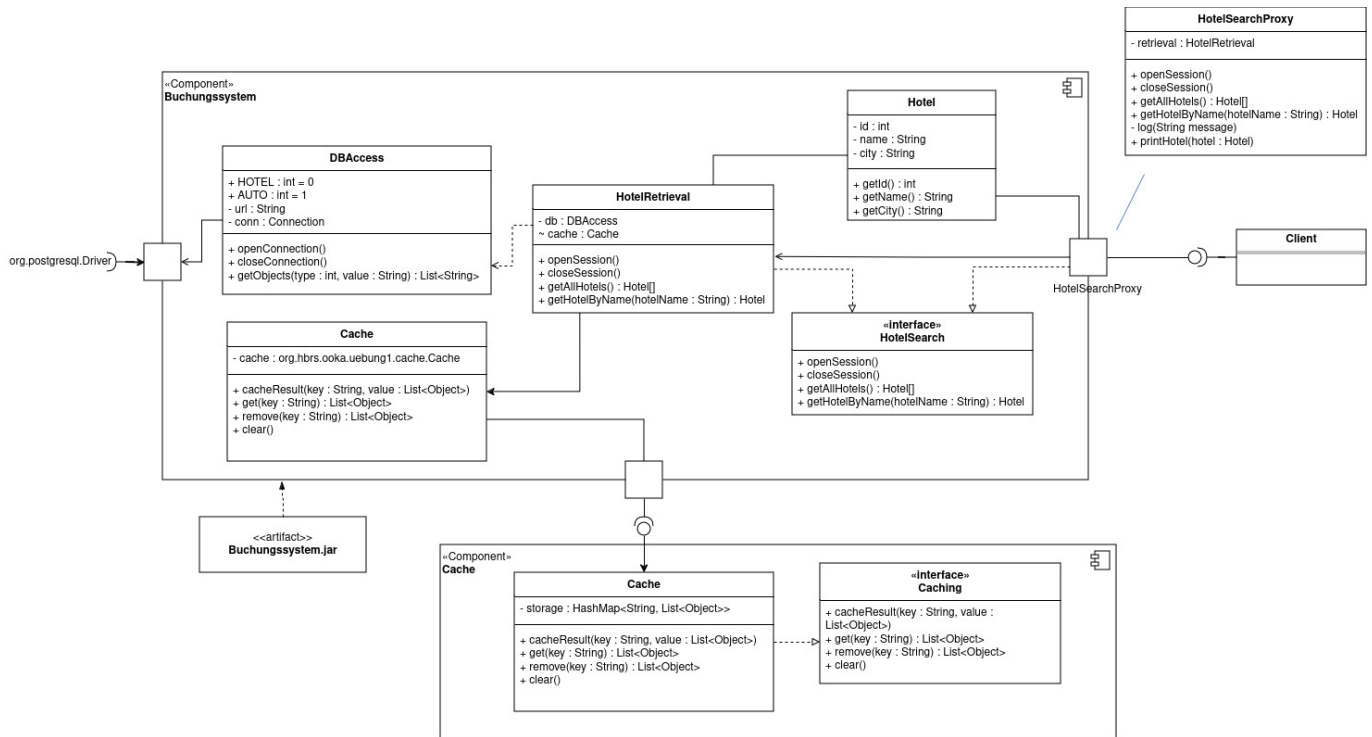 HotelSearchProxy
- retrieval : HotelRetrieval
+ openSession()
+ closeSession()
+ getAllHotels() : Hotel[]
+ getHotelByName(hotelName : String) : Hotel
- log(String message)
+ printHotel(hotel : Hotel)
«Component»
Buchungssystem
Hotel
- id : int
- name : String
- city : String
+ getId() : int
+ getName() : String
+ getCity() : String
DBAccess
+ HOTEL : int = 0
+ AUTO : int = 1
- url : String
- conn : Connection
+ openConnection()
+ closeConnection()
+ getObjects(type : int, value : String) : List<String>
HotelRetrieval
- db : DBAccess
~ cache : Cache
+ openSession()
+ closeSession()
+ getAllHotels() : Hotel[]
+ getHotelByName(hotelName : String) : Hotel
org.postgresql.Driver
HotelSearchProxy
Client
«interface»
HotelSearch
+ openSession()
+ closeSession()
+ getAllHotels() : Hotel[]
+ getHotelByName(hotelName : String) : Hotel
Cache
- cache : org.hbrs.ooka.uebung1.cache.Cache
+ cacheResult(key : String, value : List<Object>)
+ get(key : String) : List<Object>
+ remove(key : String) : List<Object>
+ clear()
<<artifact>>
Buchungssystem.jar
«Component»
Cache
Cache
- storage : HashMap<String, List<Object>>
+ cacheResult(key : String, value : List<Object>)
+ get(key : String) : List<Object>
+ remove(key : String) : List<Object>
+ clear()
«interface»
Caching
+ cacheResult(key : String, value :
List<Object>)
+ get(key : String) : List<Object>
+ remove(key : String) : List<Object>
+ clear()